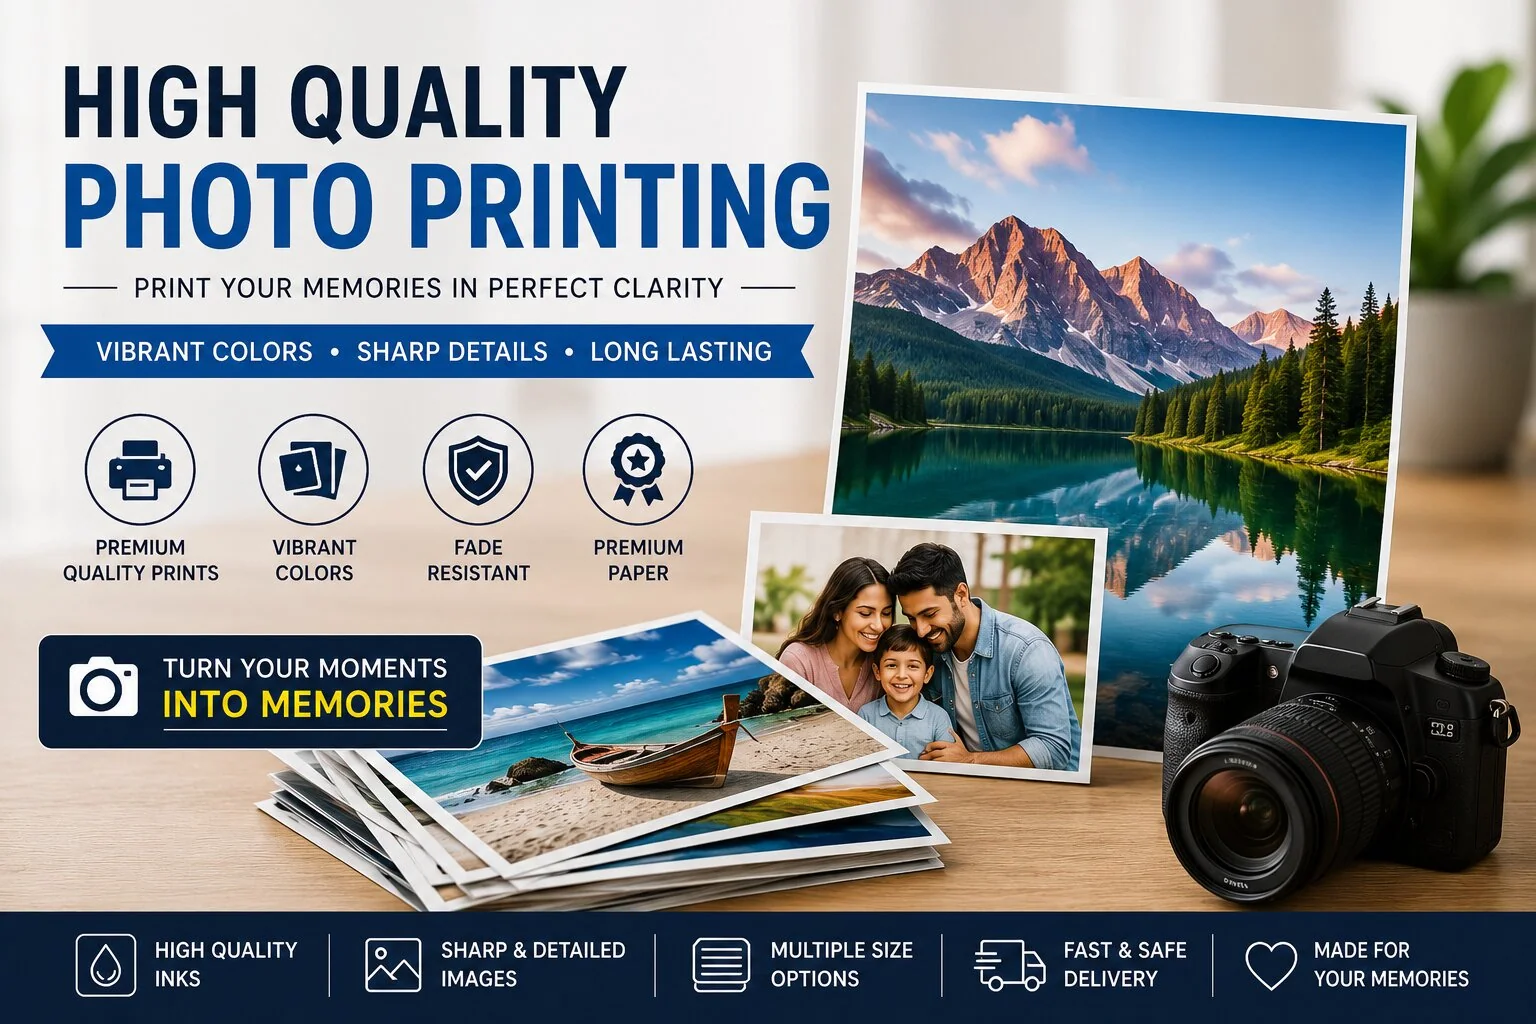 HIGH QUALITY
PHOTO PRINTING
PRINT YOUR MEMORIES IN PERFECT CLARITY
VIBRANT COLORS • SHARP DETAILS • LONG LASTING
PREMIUM
QUALITY PRINTS
VIBRANT
COLORS
FADE
RESISTANT
PREMIUM
PAPER
TURN YOUR MOMENTS
INTO MEMORIES
HIGH QUALITY
INKS
SHARP & DETAILED
IMAGES
MULTIPLE SIZE
OPTIONS
FAST & SAFE
DELIVERY
MADE FOR
YOUR MEMORIES